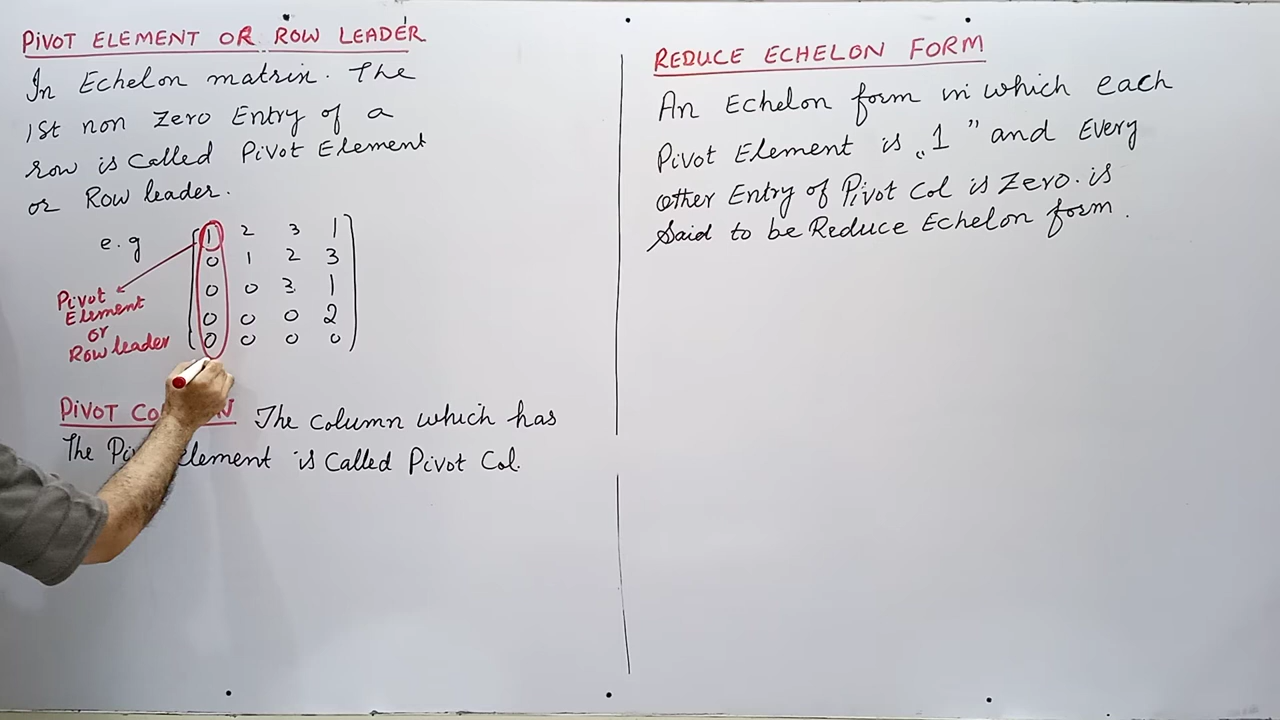 PIVOT ELEMENT OR ROW LEADER
In Echelon matrix. The
1st non zero Entry of a
row is Called Pivot Element
or Row leader.
e.g
1 2 3 1
0 1 2 3
0 0 3 1
0 0 0 2
0 0 0 0
Pivot
Element
or
Row leader
PIVOT The Column which has
The element is Called Pivot Col.
REDUCE ECHELON FORM
An Echelon form in which each
Pivot Element is „1” and Every
other Entry of Pivot Col is Zero. is
Said to be Reduce Echelon form.